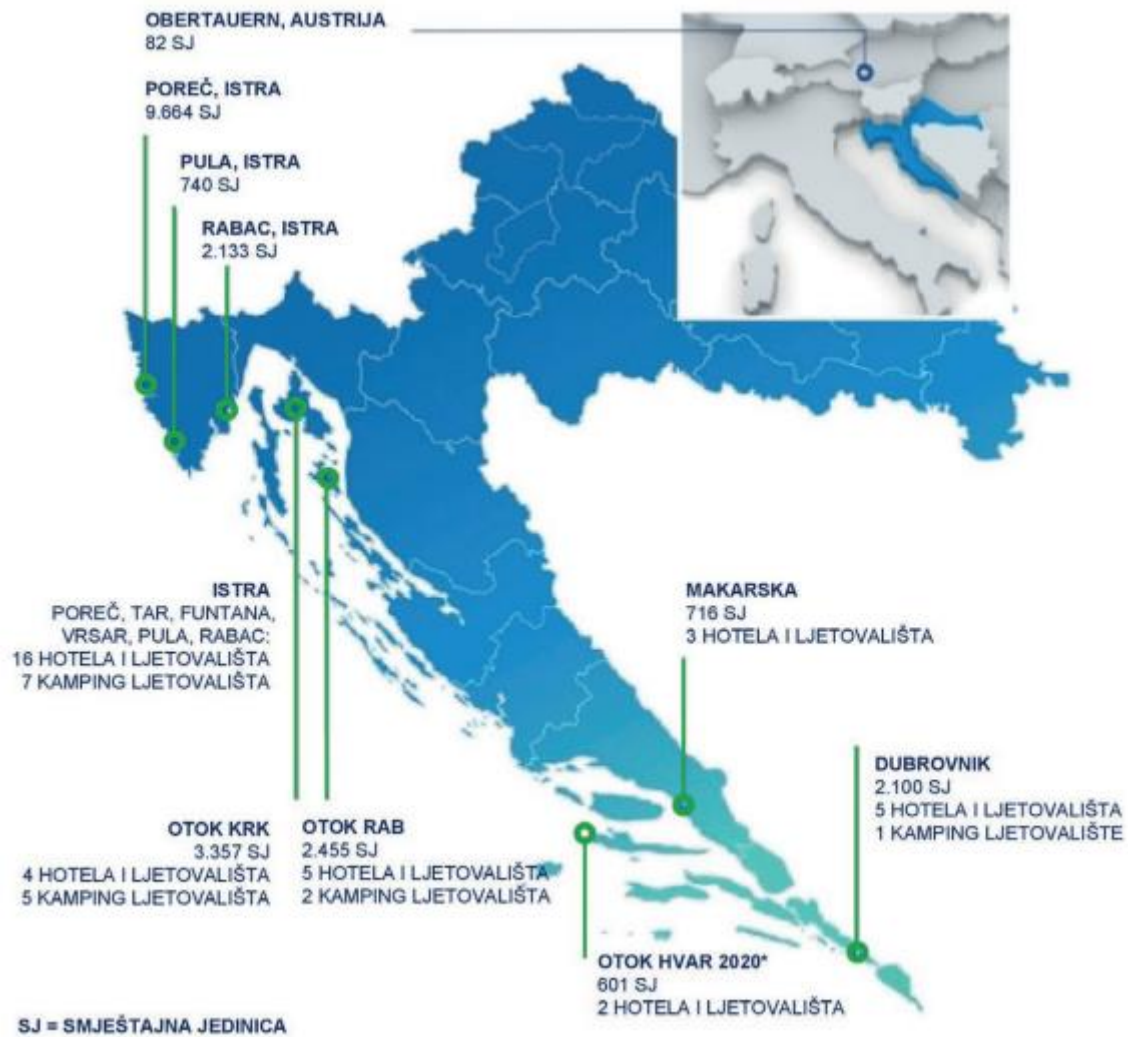 OBERTAUERN, AUSTRIJA
82 SJ
POREČ, ISTRA
9.664 SJ
PULA, ISTRA
740 SJ
RABAC, ISTRA
2.133 SJ
ISTRA
POREČ, TAR, FUNTANA,
VRSAR, PULA, RABAC:
16 HOTELA I LJETOVALIŠTA
7 KAMPING LJETOVALIŠTA
MAKARSKA
716 SJ
3 HOTELA I LJETOVALIŠTA
DUBROVNIK
2.100 SJ
5 HOTELA I LJETOVALIŠTA
1 KAMPING LJETOVALIŠTE
OTOK KRK
3.357 SJ
4 HOTELA I LJETOVALIŠTA
5 KAMPING LJETOVALIŠTA
OTOK RAB
2.455 SJ
5 HOTELA I LJETOVALIŠTA
2 KAMPING LJETOVALIŠTA
OTOK HVAR 2020*
601 SJ
2 HOTELA I LJETOVALIŠTA
SJ = SMJEŠTAJNA JEDINICA